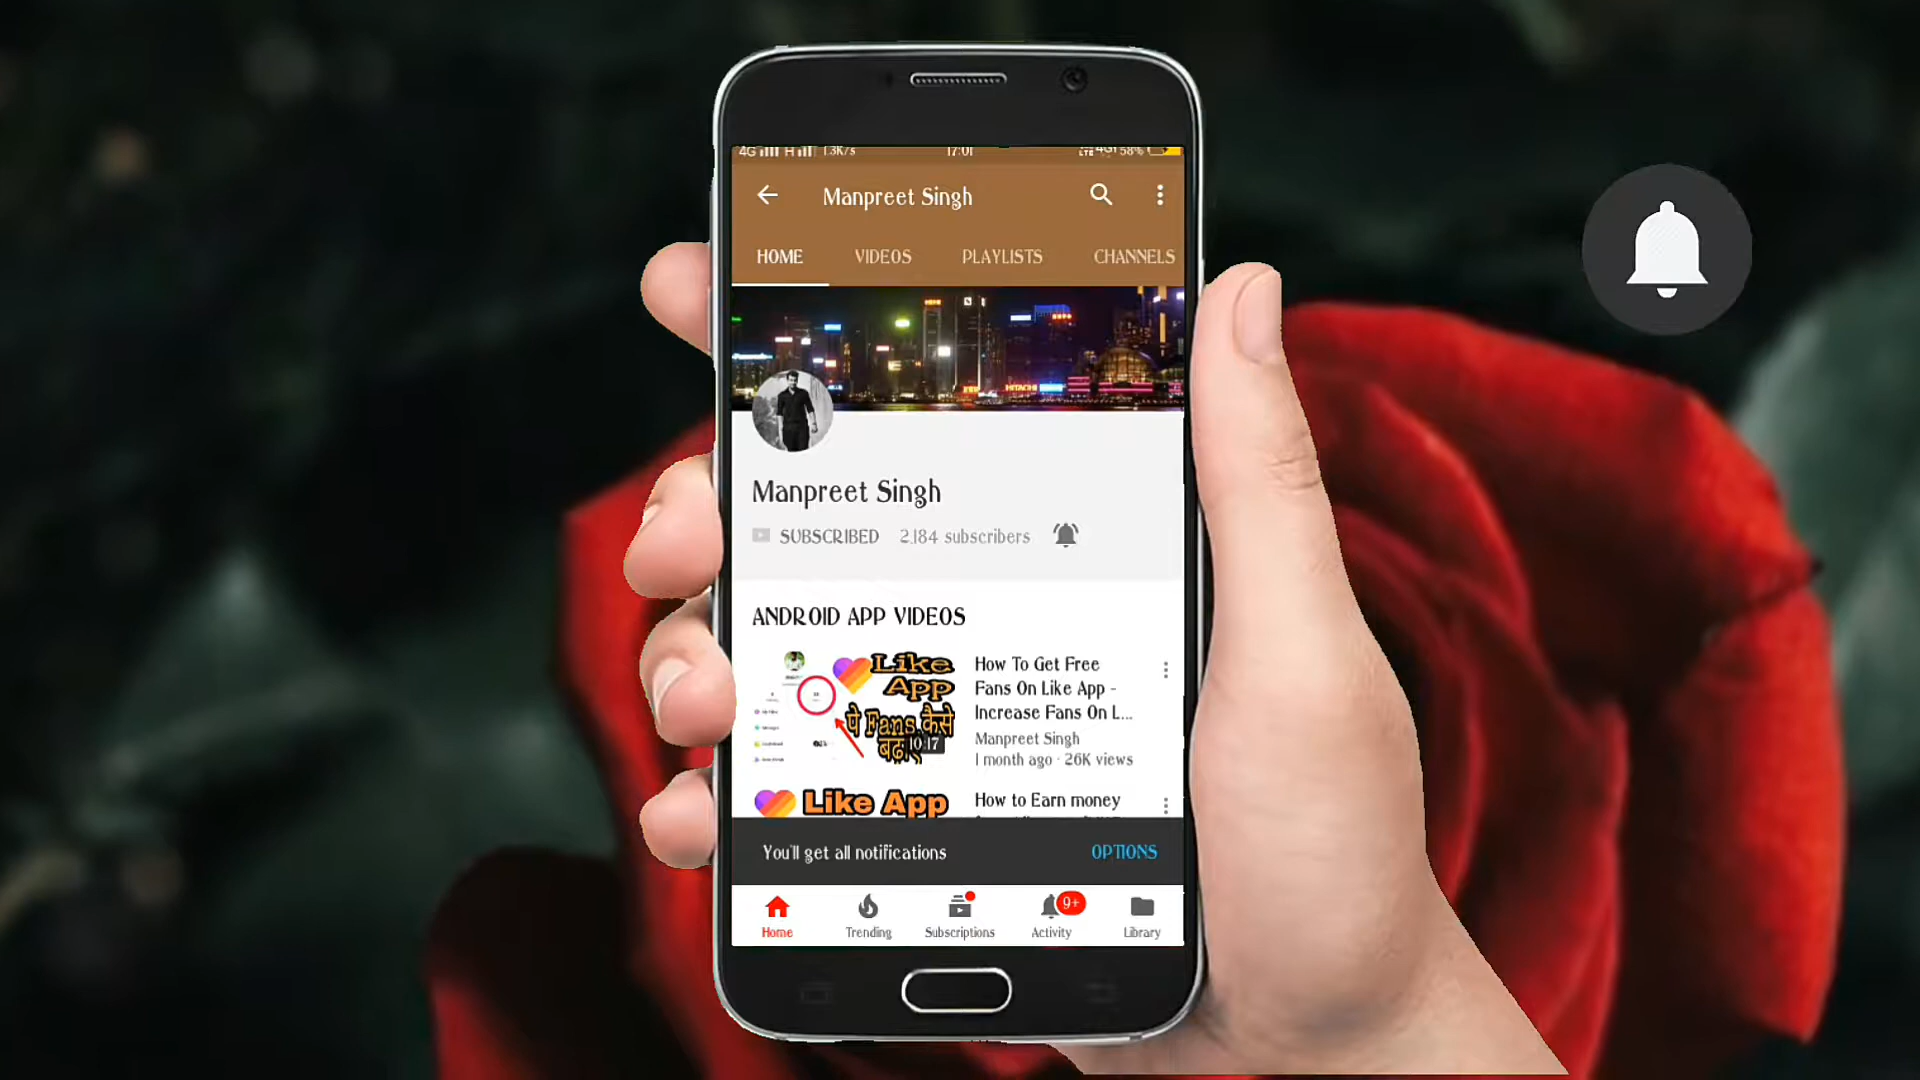 4G H 1.3K/s 17:01 LTE 4G 58%
Manpreet Singh
HOME VIDEOS PLAYLISTS CHANNELS
HITACHI
Manpreet Singh
SUBSCRIBED 2,184 subscribers
ANDROID APP VIDEOS
Like
App
पे Fans कैसे
10:17
How To Get Free
Fans On Like App -
Increase Fans On L...
Manpreet Singh
1 month ago · 26K views
Like App
How to Earn money
You'll get all notifications OPTIONS
9+
Home Trending Subscriptions Activity Library